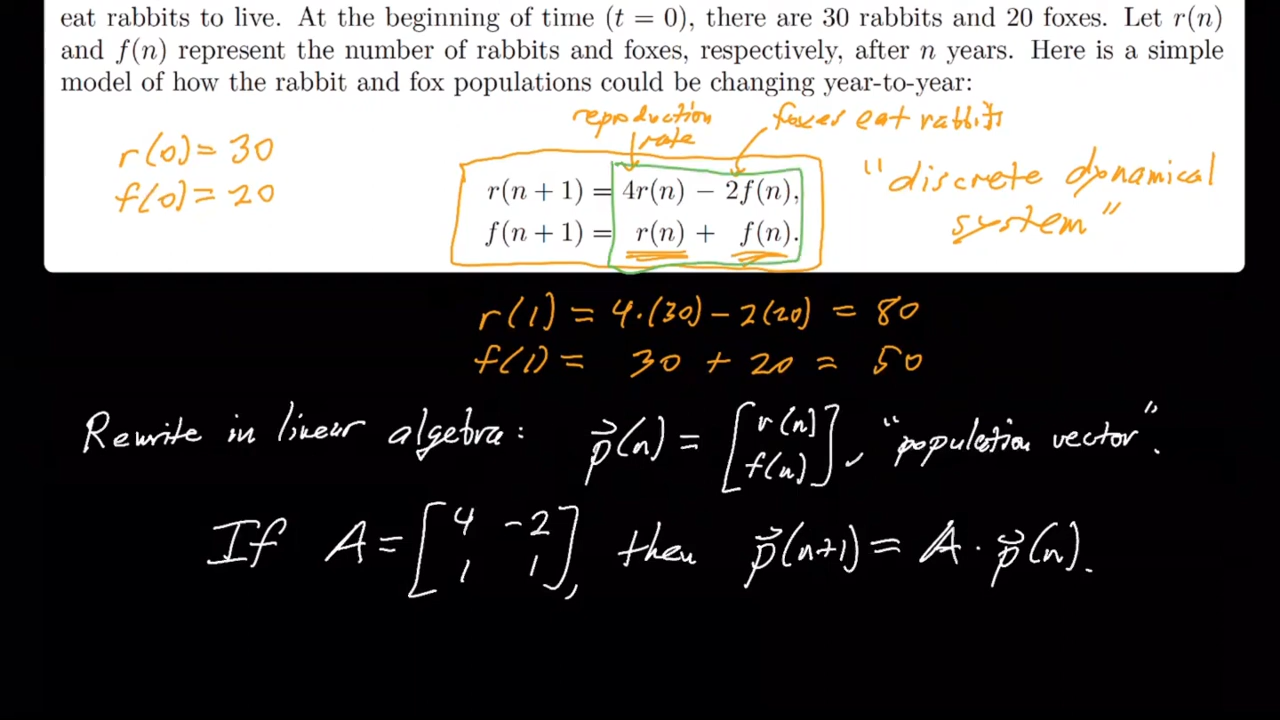 eat rabbits to live. At the beginning of time (t = 0), there are 30 rabbits and 20 foxes. Let r(n)
and f(n) represent the number of rabbits and foxes, respectively, after n years. Here is a simple
model of how the rabbit and fox populations could be changing year-to-year:
reproduction rate
foxes eat rabbits
r(0) = 30
f(0) = 20
r(n + 1) = 4r(n) − 2f(n),
f(n + 1) = r(n) + f(n).
"discrete dynamical
system"
r(1) = 4·(30) − 2(20) = 80
f(1) = 30 + 20 = 50
Rewrite in linear algebra: p⃗(n) = [r(n) f(n)], "population vector".
If A = [4 -2 1 1], then p⃗(n+1) = A · p⃗(n).